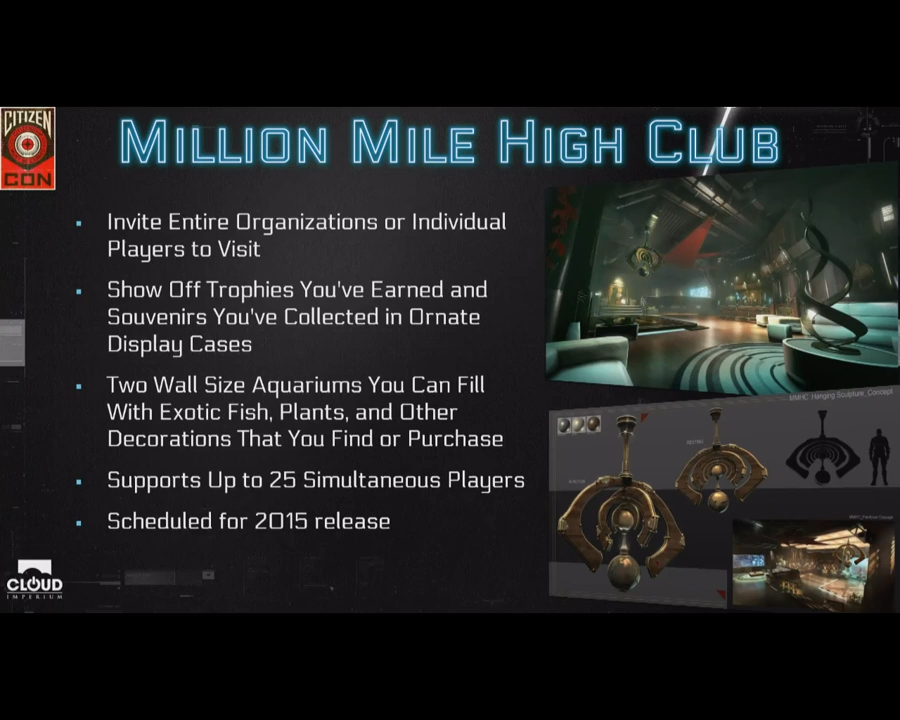 CITIZEN
CON
MILLION MILE HIGH CLUB
Invite Entire Organizations or Individual
Players to Visit
Show Off Trophies You've Earned and
Souvenirs You've Collected in Ornate
Display Cases
Two Wall Size Aquariums You Can Fill
With Exotic Fish, Plants, and Other
Decorations That You Find or Purchase
Supports Up to 25 Simultaneous Players
Scheduled for 2015 release
MMHC_Hanging Sculpture_Concept
CLOUD
IMPERIUM